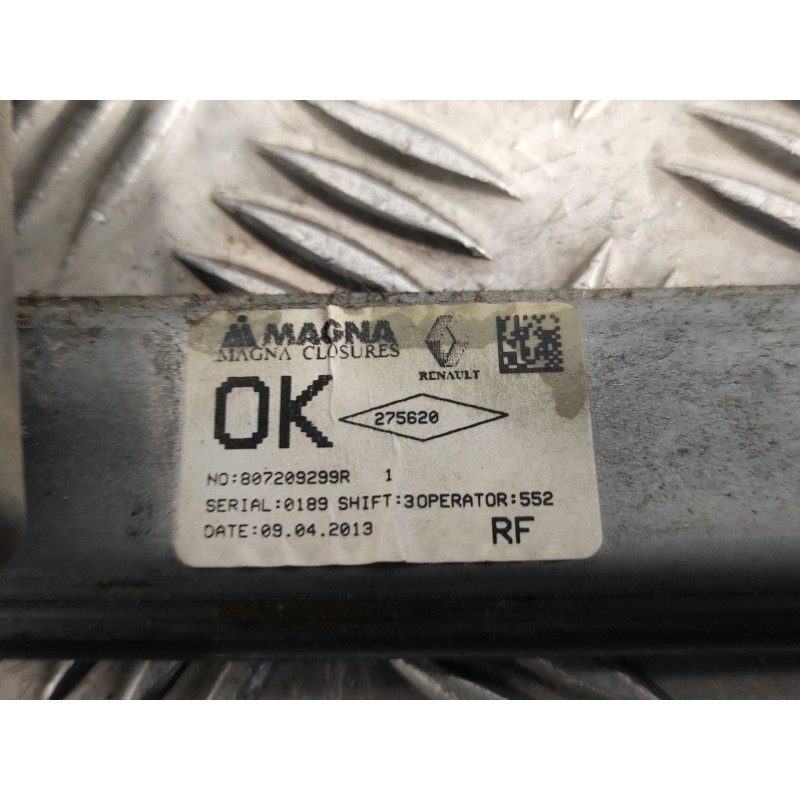 MAGNA
MAGNA CLOSURES
RENAULT
OK
275620
NO:807209299R 1
SERIAL:0189 SHIFT:3OPERATOR:552
DATE:09.04.2013
RF